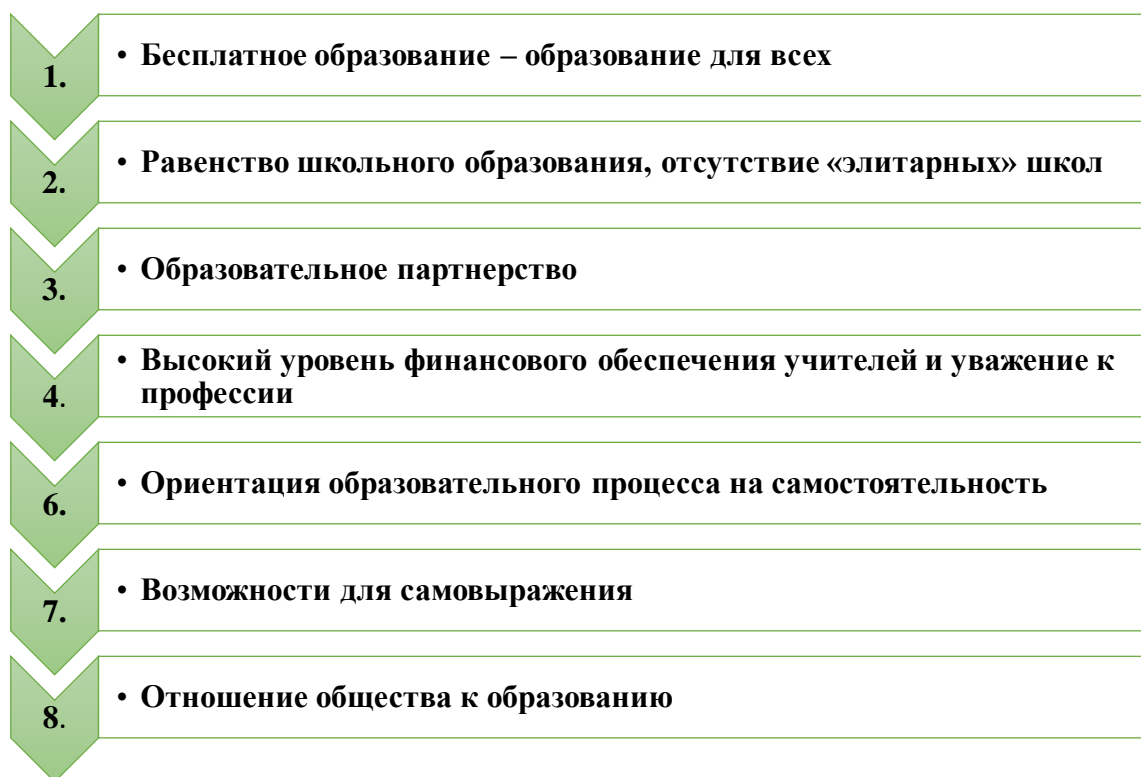 1. • Бесплатное образование – образование для всех
2. • Равенство школьного образования, отсутствие «элитарных» школ
3. • Образовательное партнерство
4. • Высокий уровень финансового обеспечения учителей и уважение к
профессии
6. • Ориентация образовательного процесса на самостоятельность
7. • Возможности для самовыражения
8. • Отношение общества к образованию